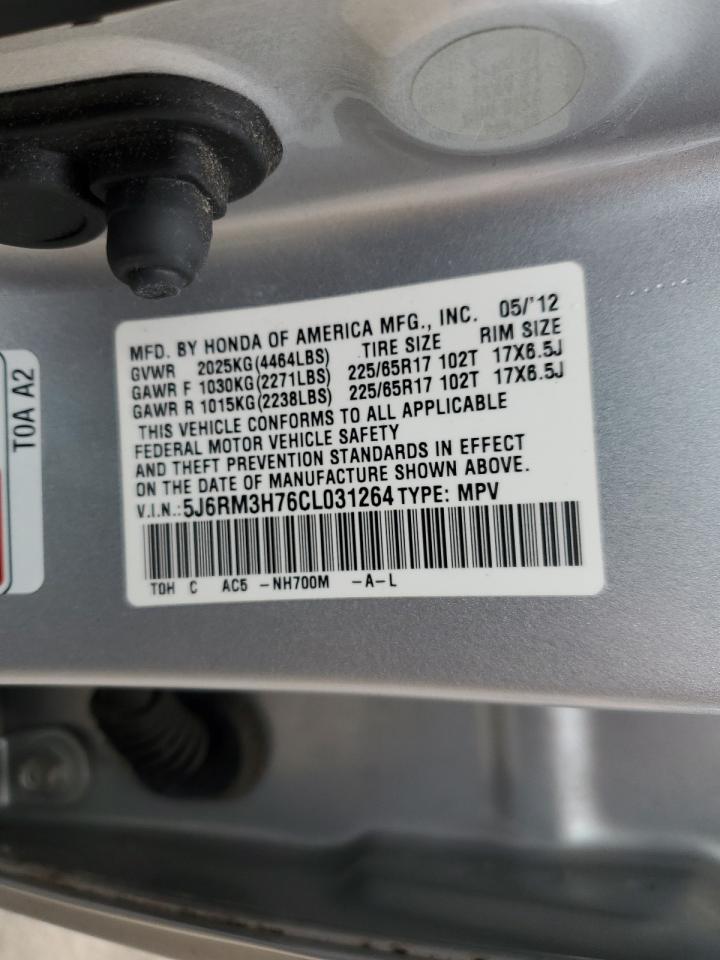 MFD. BY HONDA OF AMERICA MFG., INC. 05/'12
GVWR 2025KG(4464LBS) TIRE SIZE RIM SIZE
GAWR F 1030KG(2271LBS) 225/65R17 102T 17X6.5J
GAWR R 1015KG(2238LBS) 225/65R17 102T 17X6.5J
THIS VEHICLE CONFORMS TO ALL APPLICABLE
FEDERAL MOTOR VEHICLE SAFETY
AND THEFT PREVENTION STANDARDS IN EFFECT
ON THE DATE OF MANUFACTURE SHOWN ABOVE.
V.I.N.:5J6RM3H76CL031264 TYPE: MPV
TQH C AC5 -NH700M -A-L
T0A A2